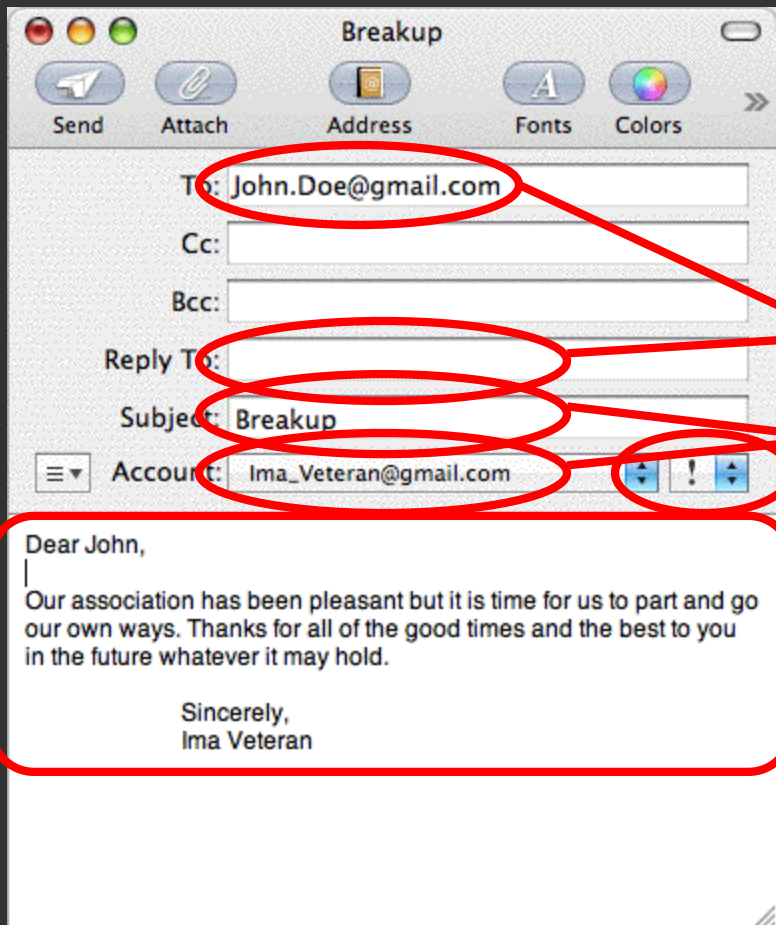 Breakup
Send Attach Address Fonts Colors »
To: John.Doe@gmail.com
Cc:
Bcc:
Reply To:
Subject: Breakup
Account: Ima_Veteran@gmail.com !
Dear John,
Our association has been pleasant but it is time for us to part and go
our own ways. Thanks for all of the good times and the best to you
in the future whatever it may hold.
Sincerely,
Ima Veteran